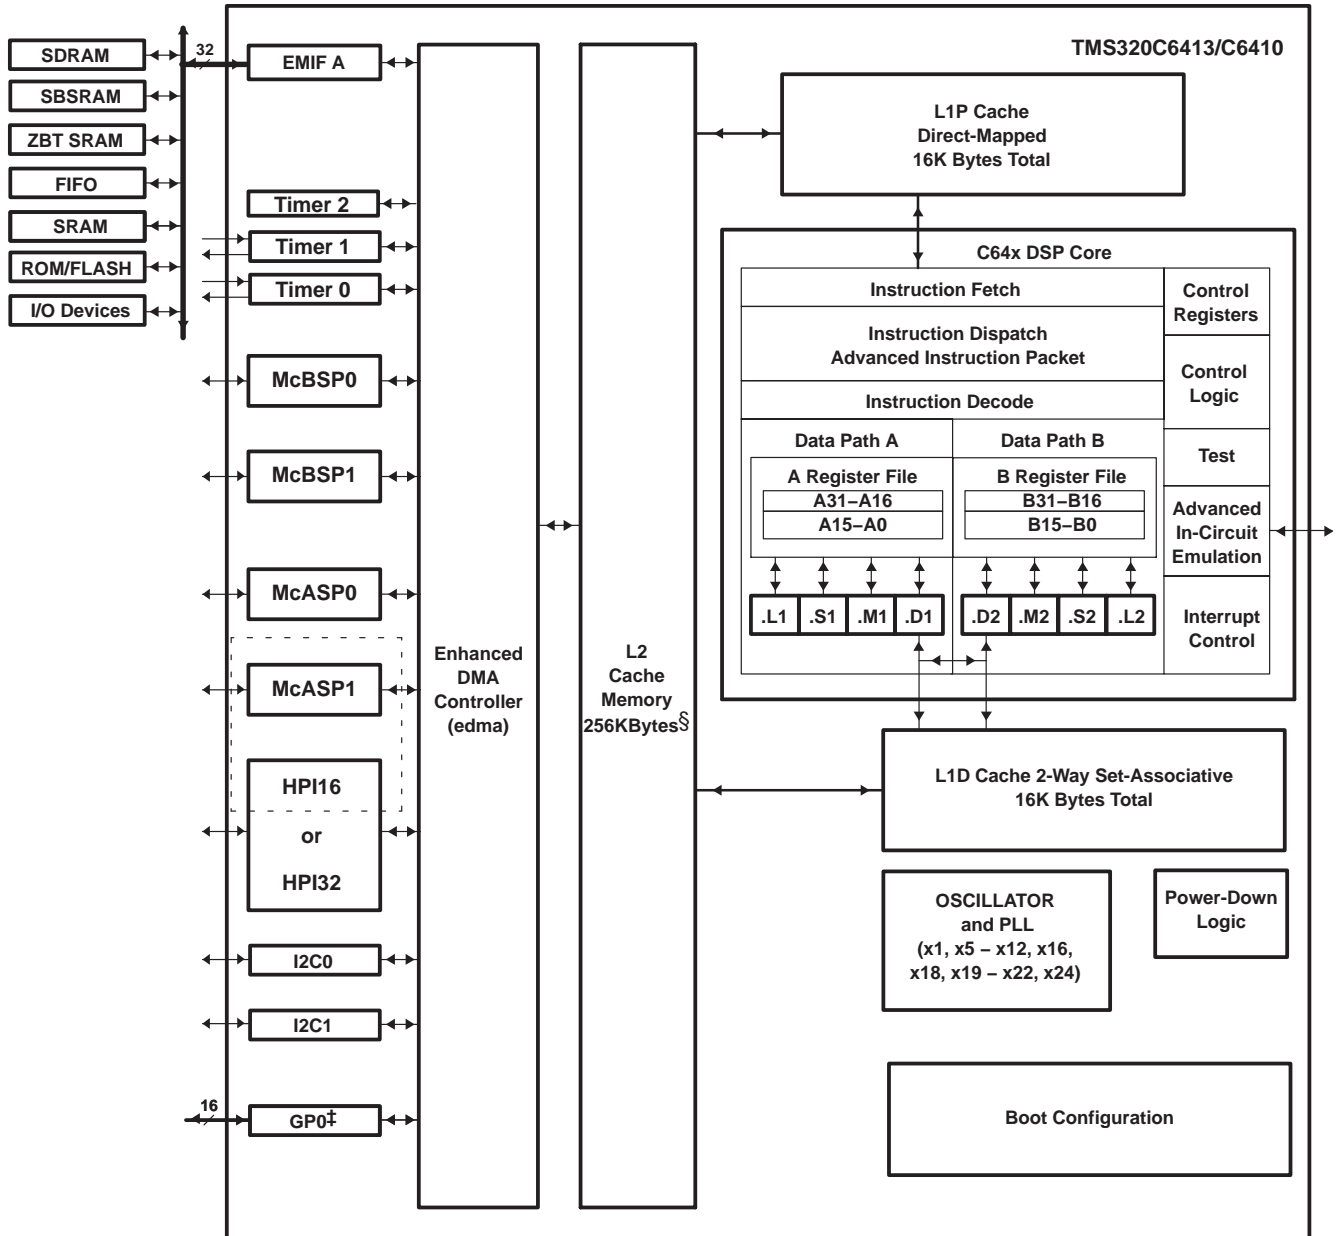 TMS320C6413/C6410
SDRAM
SBSRAM
ZBT SRAM
FIFO
SRAM
ROM/FLASH
I/O Devices
32
EMIF A
Timer 2
Timer 1
Timer 0
McBSP0
McBSP1
McASP0
McASP1
HPI16
or
HPI32
I2C0
I2C1
16
GP0‡
Enhanced
DMA
Controller
(edma)
L2
Cache
Memory
256KBytes§
L1P Cache
Direct-Mapped
16K Bytes Total
C64x DSP Core
Instruction Fetch
Instruction Dispatch
Advanced Instruction Packet
Instruction Decode
Data Path A
Data Path B
A Register File
A31–A16
A15–A0
B Register File
B31–B16
B15–B0
.L1 .S1 .M1 .D1
.D2 .M2 .S2 .L2
Control
Registers
Control
Logic
Test
Advanced
In-Circuit
Emulation
Interrupt
Control
L1D Cache 2-Way Set-Associative
16K Bytes Total
OSCILLATOR
and PLL
(x1, x5 – x12, x16,
x18, x19 – x22, x24)
Power-Down
Logic
Boot Configuration